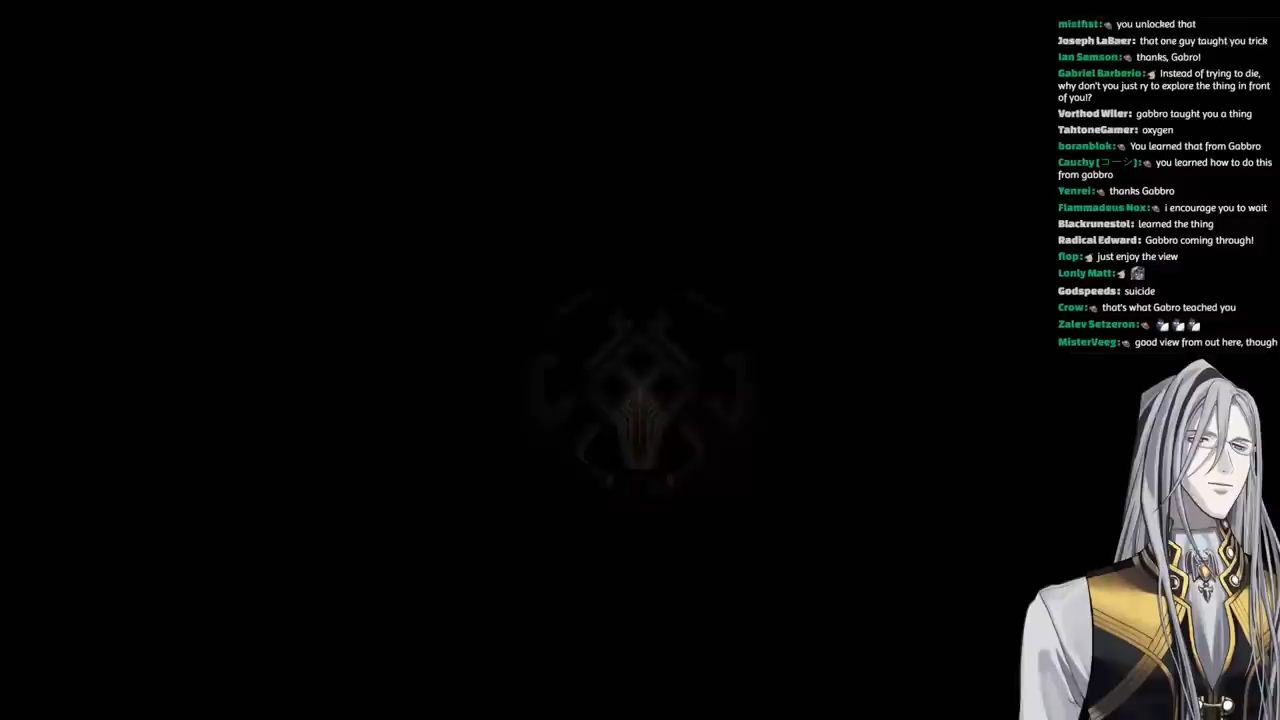 mistfist: you unlocked that
Joseph LaBaer: that one guy taught you trick
Ian Samson: thanks, Gabro!
Gabriel Barberio: Instead of trying to die,
why don't you just ry to explore the thing in front
of you!?
Vorthod Wiler: gabbro taught you a thing
TahtoneGamer: oxygen
boranblok: You learned that from Gabbro
Cauchy [コーシ]: you learned how to do this
from gabbro
Yenrei: thanks Gabbro
Flammadeus Nox: i encourage you to wait
Blackrunestol: learned the thing
Radical Edward: Gabbro coming through!
flop: just enjoy the view
Lonly Matt:
Godspeeds: suicide
Crow: that's what Gabro teached you
Zalev Setzeron:
MisterVeeg: good view from out here, though